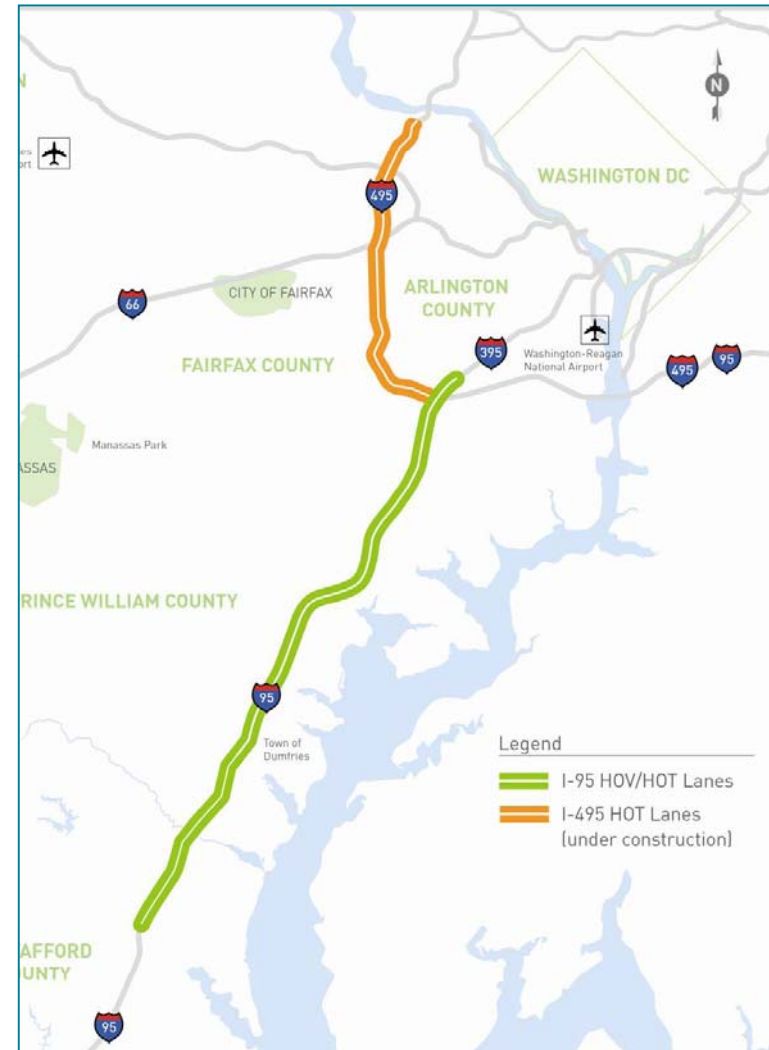 N
N
es
ort
495
WASHINGTON DC
66
CITY OF FAIRFAX
ARLINGTON
COUNTY
FAIRFAX COUNTY
395
Washington-Reagan
National Airport
495
95
Manassas Park
ASSAS
RINCE WILLIAM COUNTY
95
Town of
Dumfries
Legend
I-95 HOV/HOT Lanes
I-495 HOT Lanes
(under construction)
AFFORD
UNTY
95